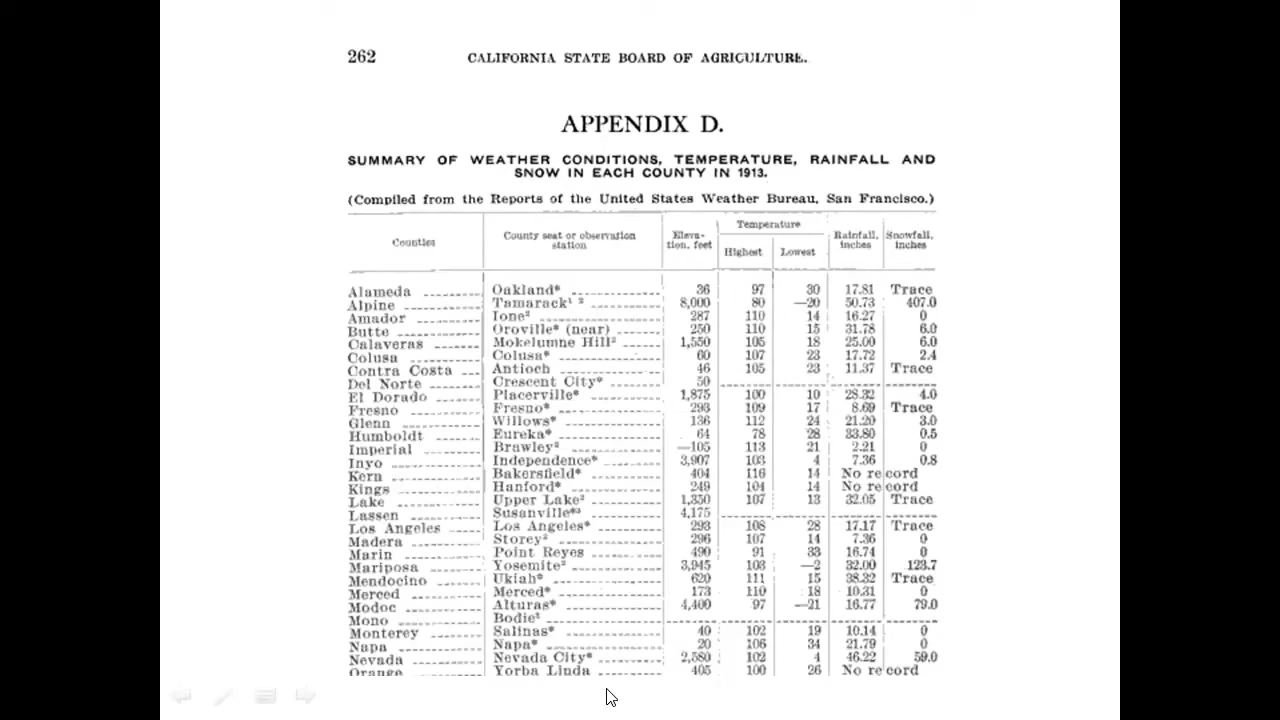 262 CALIFORNIA STATE BOARD OF AGRICULTURE.
APPENDIX D.
SUMMARY OF WEATHER CONDITIONS, TEMPERATURE, RAINFALL AND
SNOW IN EACH COUNTY IN 1913.
(Compiled from the Reports of the United States Weather Bureau, San Francisco.)
Counties County seat or observation station Eleva-tion, feet Temperature Highest Lowest Rainfall, inches Snowfall, inches
Alameda Oakland* 36 97 30 17.81 Trace
Alpine Tamarack¹ ² 8,000 80 —20 50.73 407.0
Amador Ione² 287 110 14 16.27 0
Butte Oroville* (near) 250 110 15 31.78 6.0
Calaveras Mokelumne Hill² 1,550 105 18 25.00 6.0
Colusa Colusa* 60 107 23 17.72 2.4
Contra Costa Antioch 46 105 23 11.37 Trace
Del Norte Crescent City* 50
El Dorado Placerville* 1,875 100 10 28.32 4.0
Fresno Fresno* 293 109 17 8.69 Trace
Glenn Willows* 136 112 24 21.20 3.0
Humboldt Eureka* 64 78 28 33.80 0.5
Imperial Brawley² —105 113 21 2.21 0
Inyo Independence* 3,907 103 4 7.36 0.8
Kern Bakersfield* 404 116 14 No record
Kings Hanford* 249 104 14 No record
Lake Upper Lake² 1,350 107 13 32.05 Trace
Lassen Susanville*³ 4,175
Los Angeles Los Angeles* 293 108 28 17.17 Trace
Madera Storey² 296 107 14 7.36 0
Marin Point Reyes 490 91 33 16.74 0
Mariposa Yosemite² 3,945 103 —2 32.00 123.7
Mendocino Ukiah* 620 111 15 38.32 Trace
Merced Merced* 173 110 18 10.31 0
Modoc Alturas* 4,400 97 —21 16.77 79.0
Mono Bodie²
Monterey Salinas* 40 102 19 10.14 0
Napa Napa* 20 106 34 21.79 0
Nevada Nevada City* 2,580 102 4 46.22 59.0
Orange Yorba Linda 405 100 26 No record